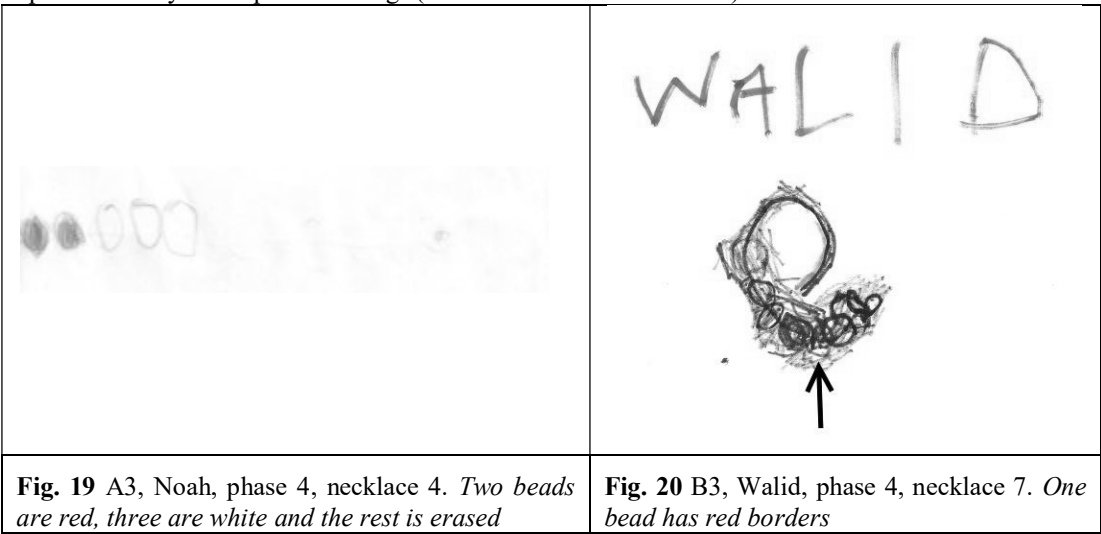 WALID
Fig. 19 A3, Noah, phase 4, necklace 4. Two beads
are red, three are white and the rest is erased
Fig. 20 B3, Walid, phase 4, necklace 7. One
bead has red borders